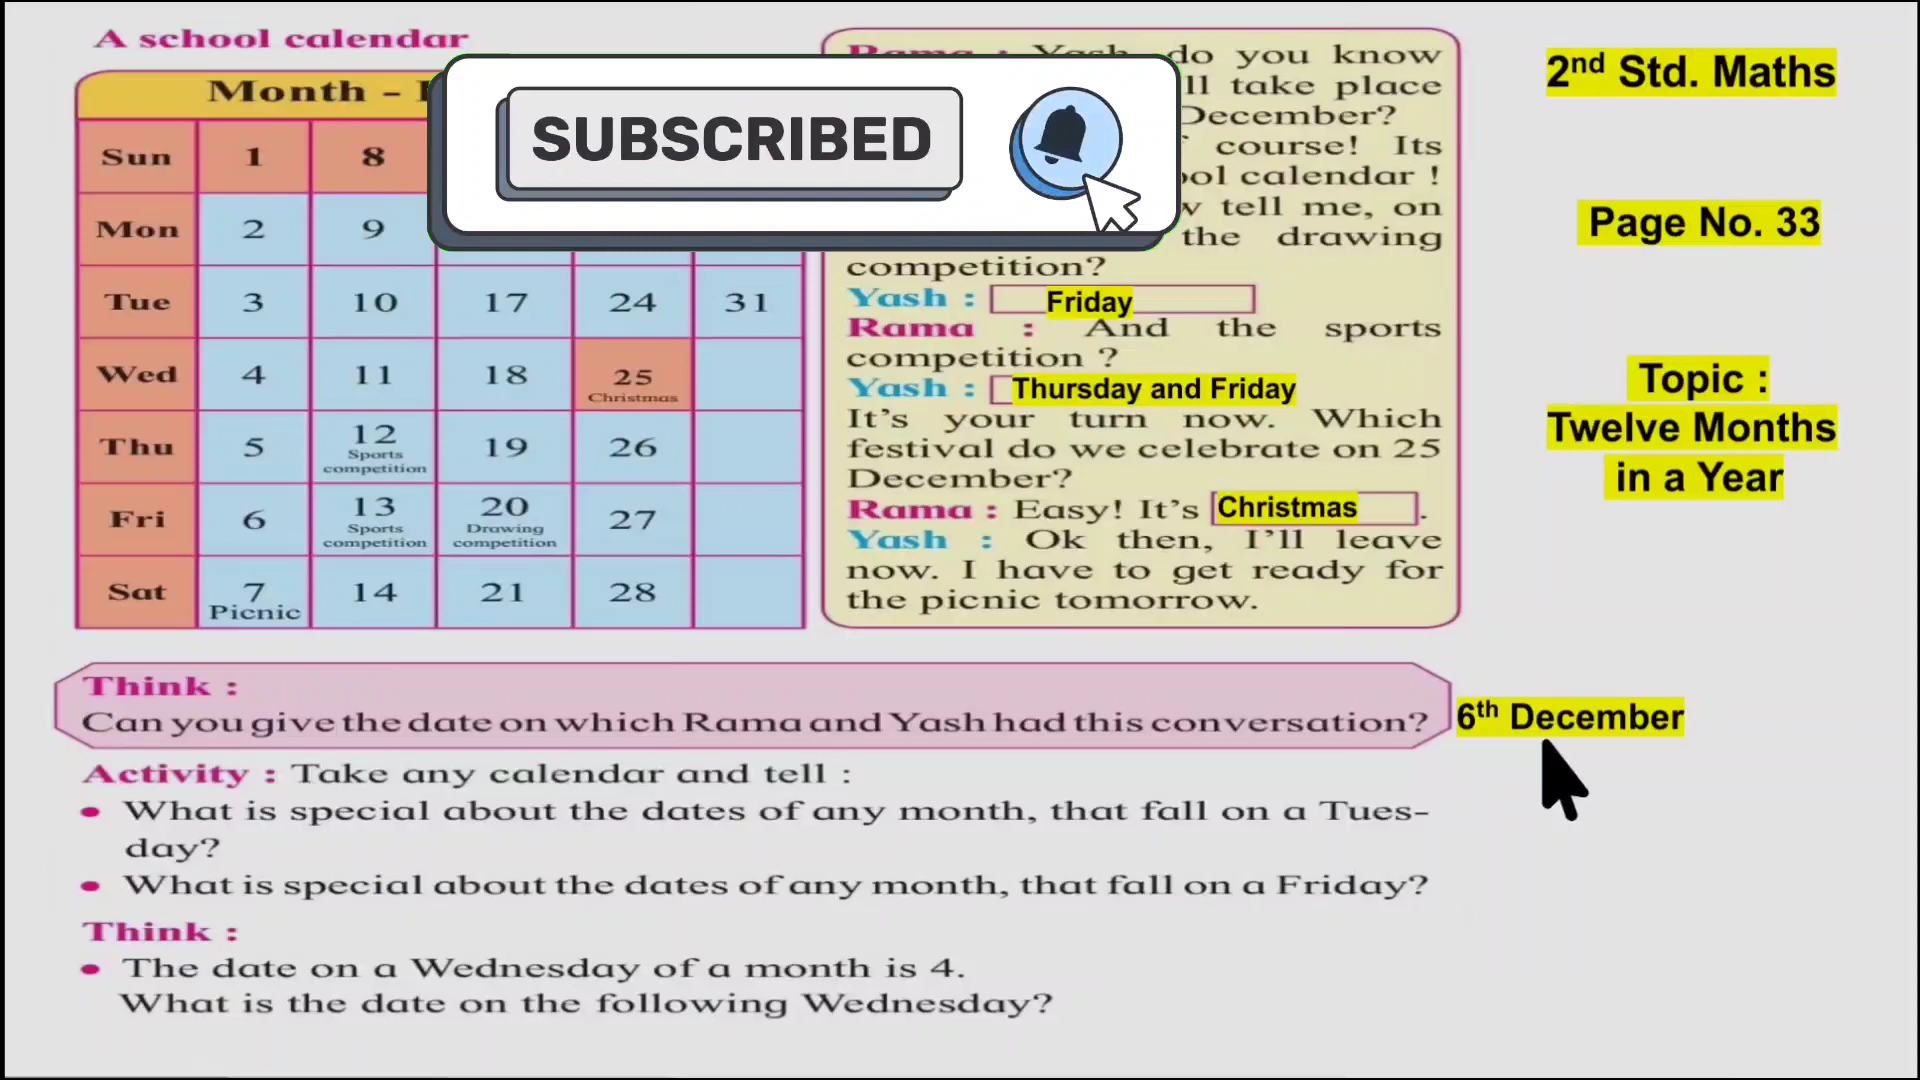 A school calendar
Month -
Sun 1 8
Mon 2 9
Tue 3 10 17 24 31
Wed 4 11 18 25
Christmas
Thu 5 12 19 26
Sports
competition
Fri 6 13 20 27
Sports Drawing
competition competition
Sat 7 14 21 28
Picnic
SUBSCRIBED
Rama : Yash, do you know
take place
December?
course! Its
calendar !
tell me, on
the drawing
competition?
Yash : Friday
Rama : And the sports
competition ?
Yash : Thursday and Friday
It's your turn now. Which
festival do we celebrate on 25
December?
Rama : Easy! It's Christmas .
Yash : Ok then, I'll leave
now. I have to get ready for
the picnic tomorrow.
2nd Std. Maths
Page No. 33
Topic :
Twelve Months
in a Year
Think :
Can you give the date on which Rama and Yash had this conversation?
6th December
Activity : Take any calendar and tell :
• What is special about the dates of any month, that fall on a Tues-
day?
• What is special about the dates of any month, that fall on a Friday?
Think :
• The date on a Wednesday of a month is 4.
What is the date on the following Wednesday?